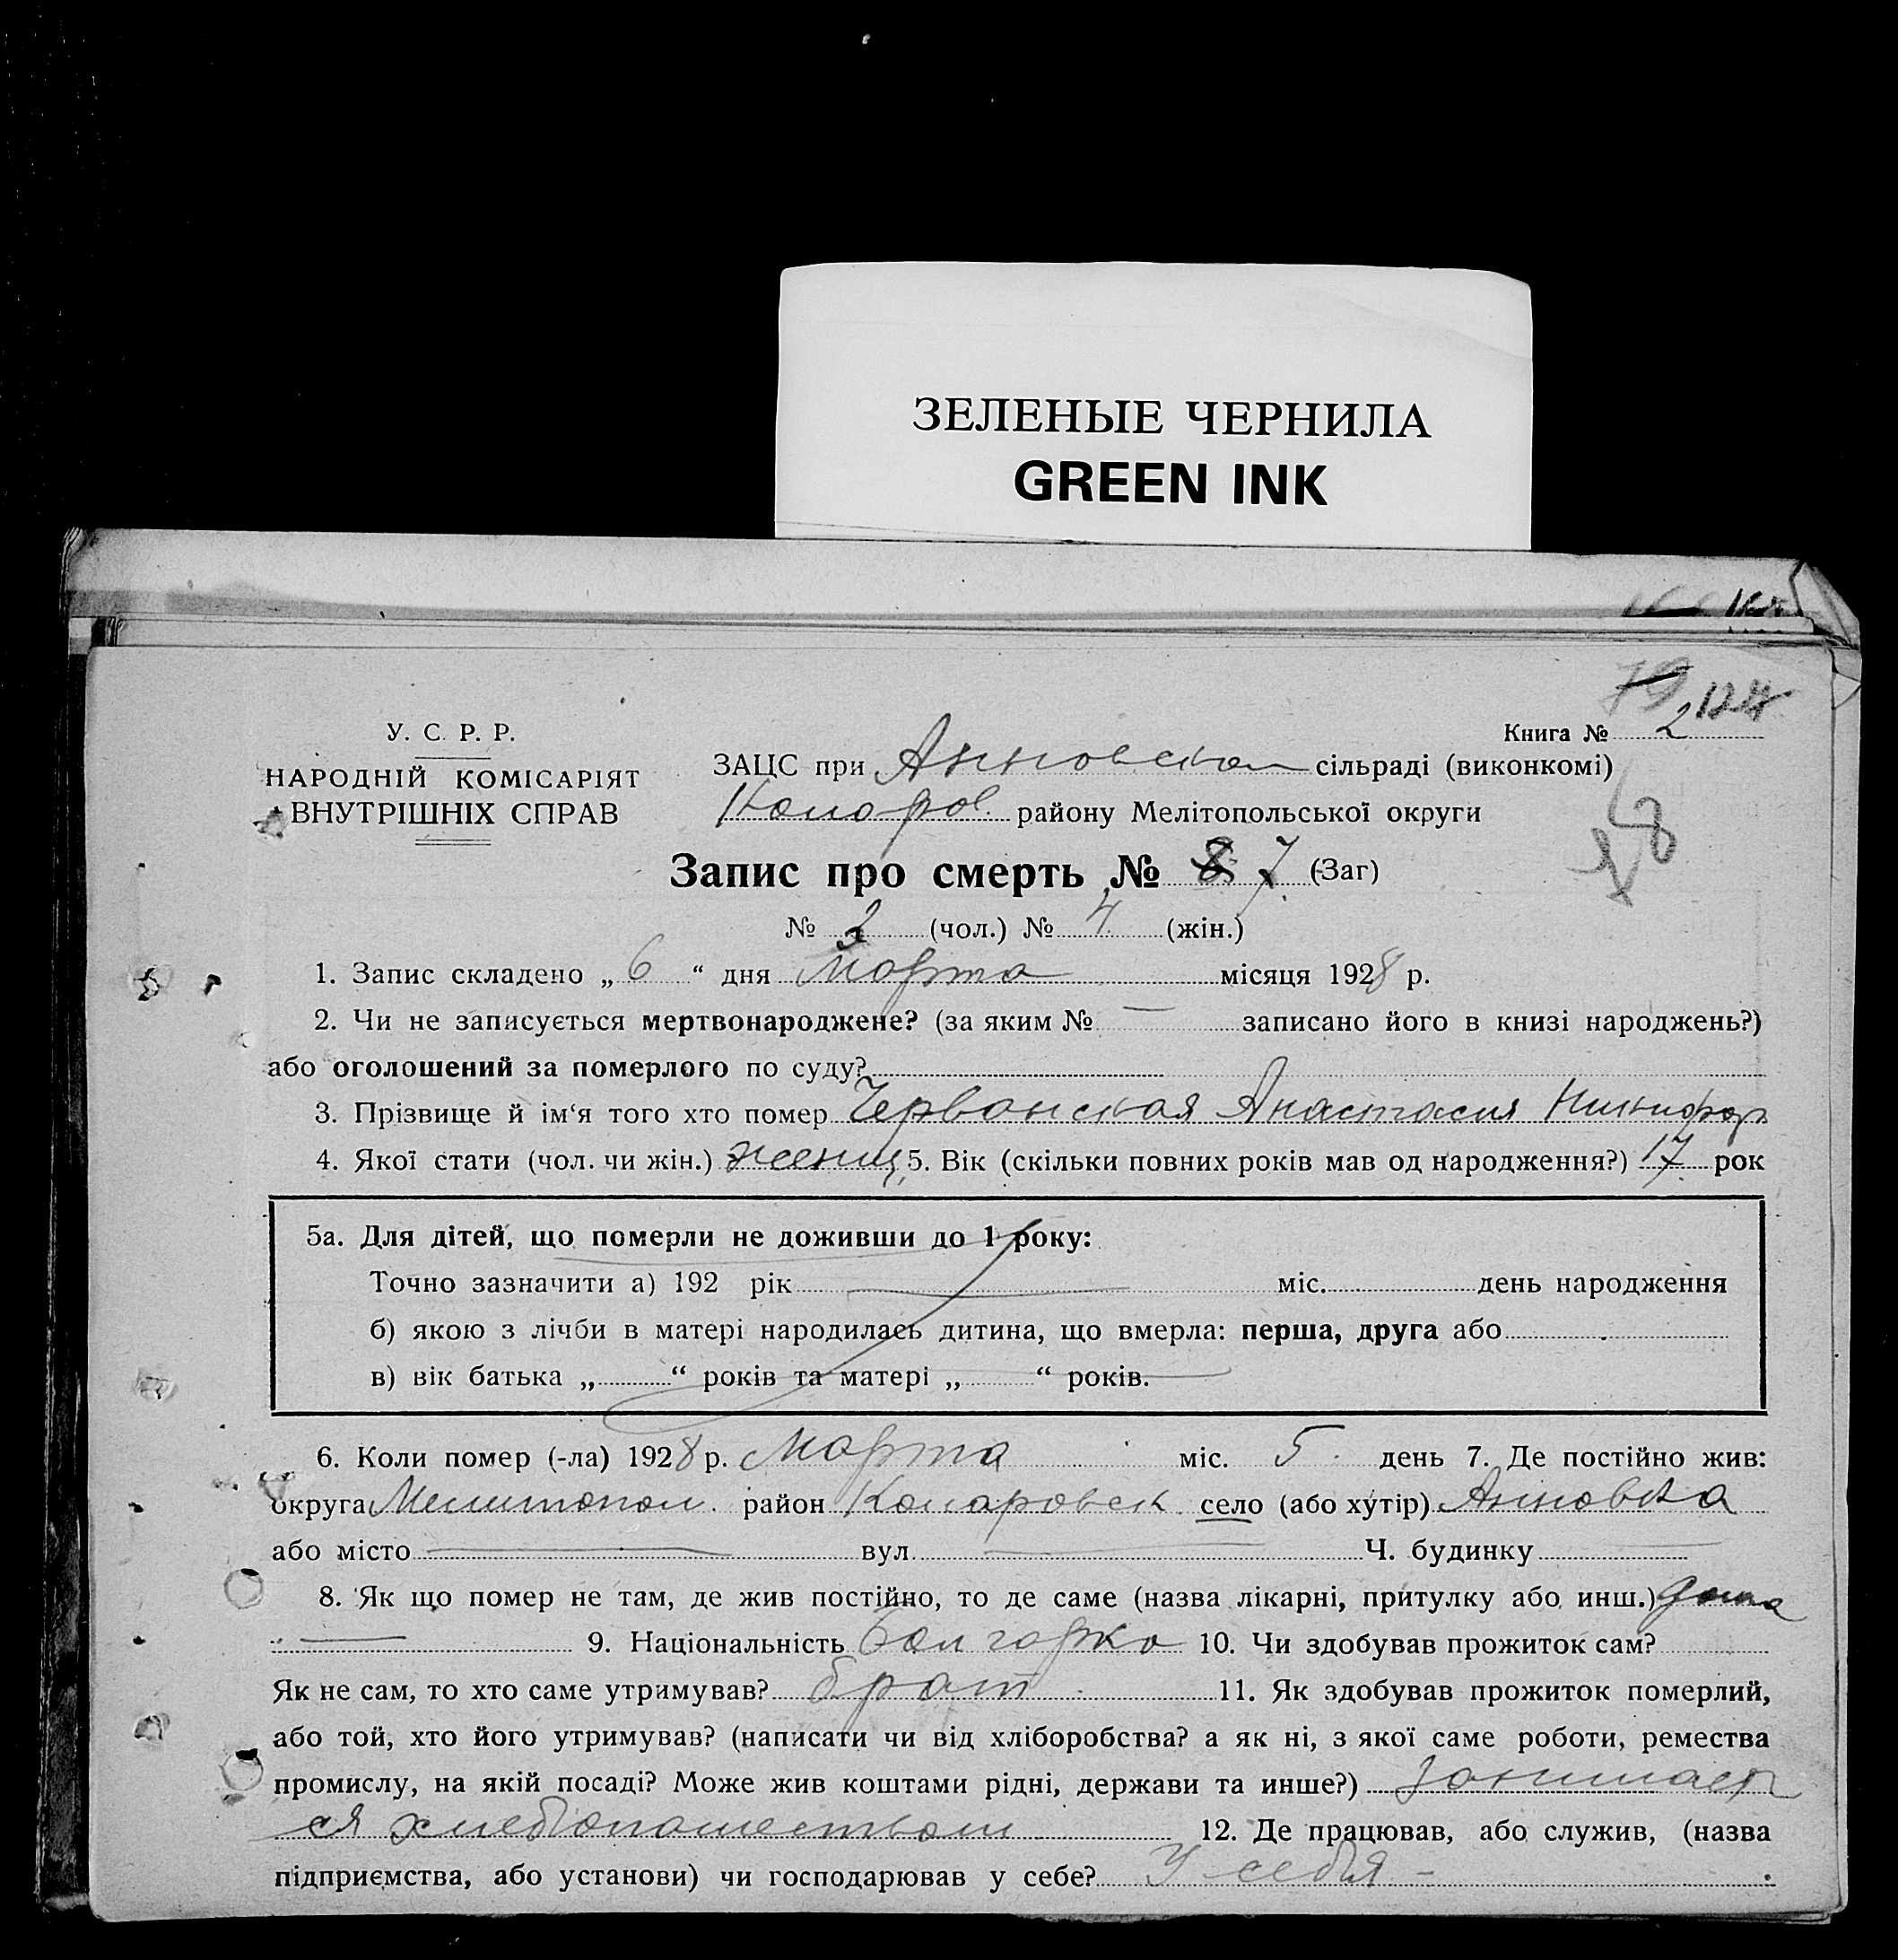 ЗЕЛЕНЫЕ ЧЕРНИЛА
GREEN INK
79 124
У. С. Р. Р.
Книга № 2
НАРОДНІЙ КОМІСАРІЯТ
ВНУТРІШНІХ СПРАВ
ЗАЦС при Анновском сільраді (виконкомі)
Колоров. району Мелітопольської округи
78
Запис про смерть № 8 7 (Заг)
№ 3 (чол.) № 4 (жін.)
1. Запис складено „ 6 “ дня Марта місяця 1928 р.
2. Чи не записується мертвонароджене? (за яким № — записано його в книзі народжень?)
або оголошений за померлого по суду?
3. Прізвище й ім‘я того хто помер Червонская Анастасия Никифор
4. Якої стати (чол. чи жін.) женщ. 5. Вік (скільки повних років мав од народження?) 17 рок
5а. Для дітей, що померли не доживши до 1 року:
Точно зазначити а) 192 рік міс. день народження
б) якою з лічби в матері народилась дитина, що вмерла: перша, друга або
в) вік батька „ “ років та матері „ “ років.
6. Коли помер (-ла) 1928 р. Марта міс. 5 день 7. Де постійно жив:
округа Мелитопол. район Коларовск село (або хутір) Анновка
або місто — вул. — Ч. будинку
8. Як що помер не там, де жив постійно, то де саме (назва лікарні, притулку або инш.) дома
— 9. Національність болгарка 10. Чи здобував прожиток сам?
Як не сам, то хто саме утримував? брат 11. Як здобував прожиток померлий,
або той, хто його утримував? (написати чи від хліборобства? а як ні, з якої саме роботи, ремества
промислу, на якій посаді? Може жив коштами рідні, держави та инше?) Занимает
ся хлебопашеством 12. Де працював, або служив, (назва
підприємства, або установи) чи господарював у себе? У себя -